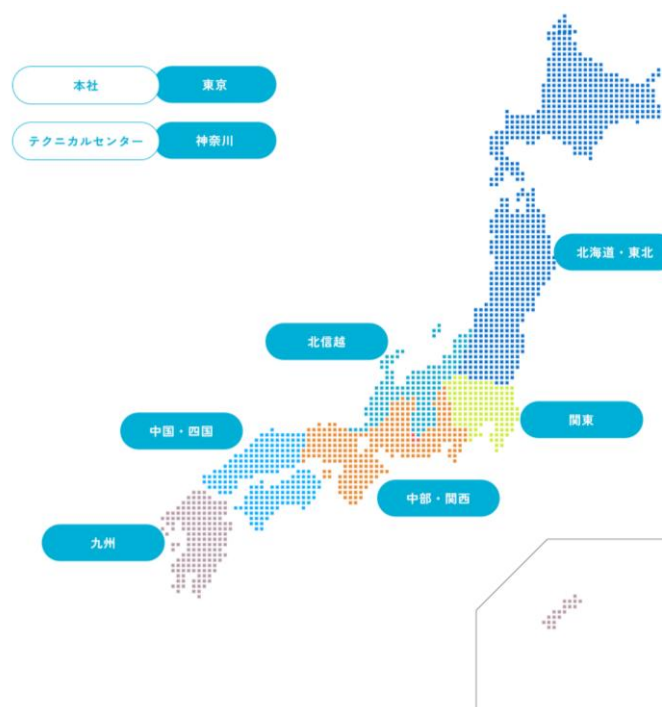 本社
東京
テクニカルセンター
神奈川
北海道・東北
北信越
関東
中国・四国
中部・関西
九州